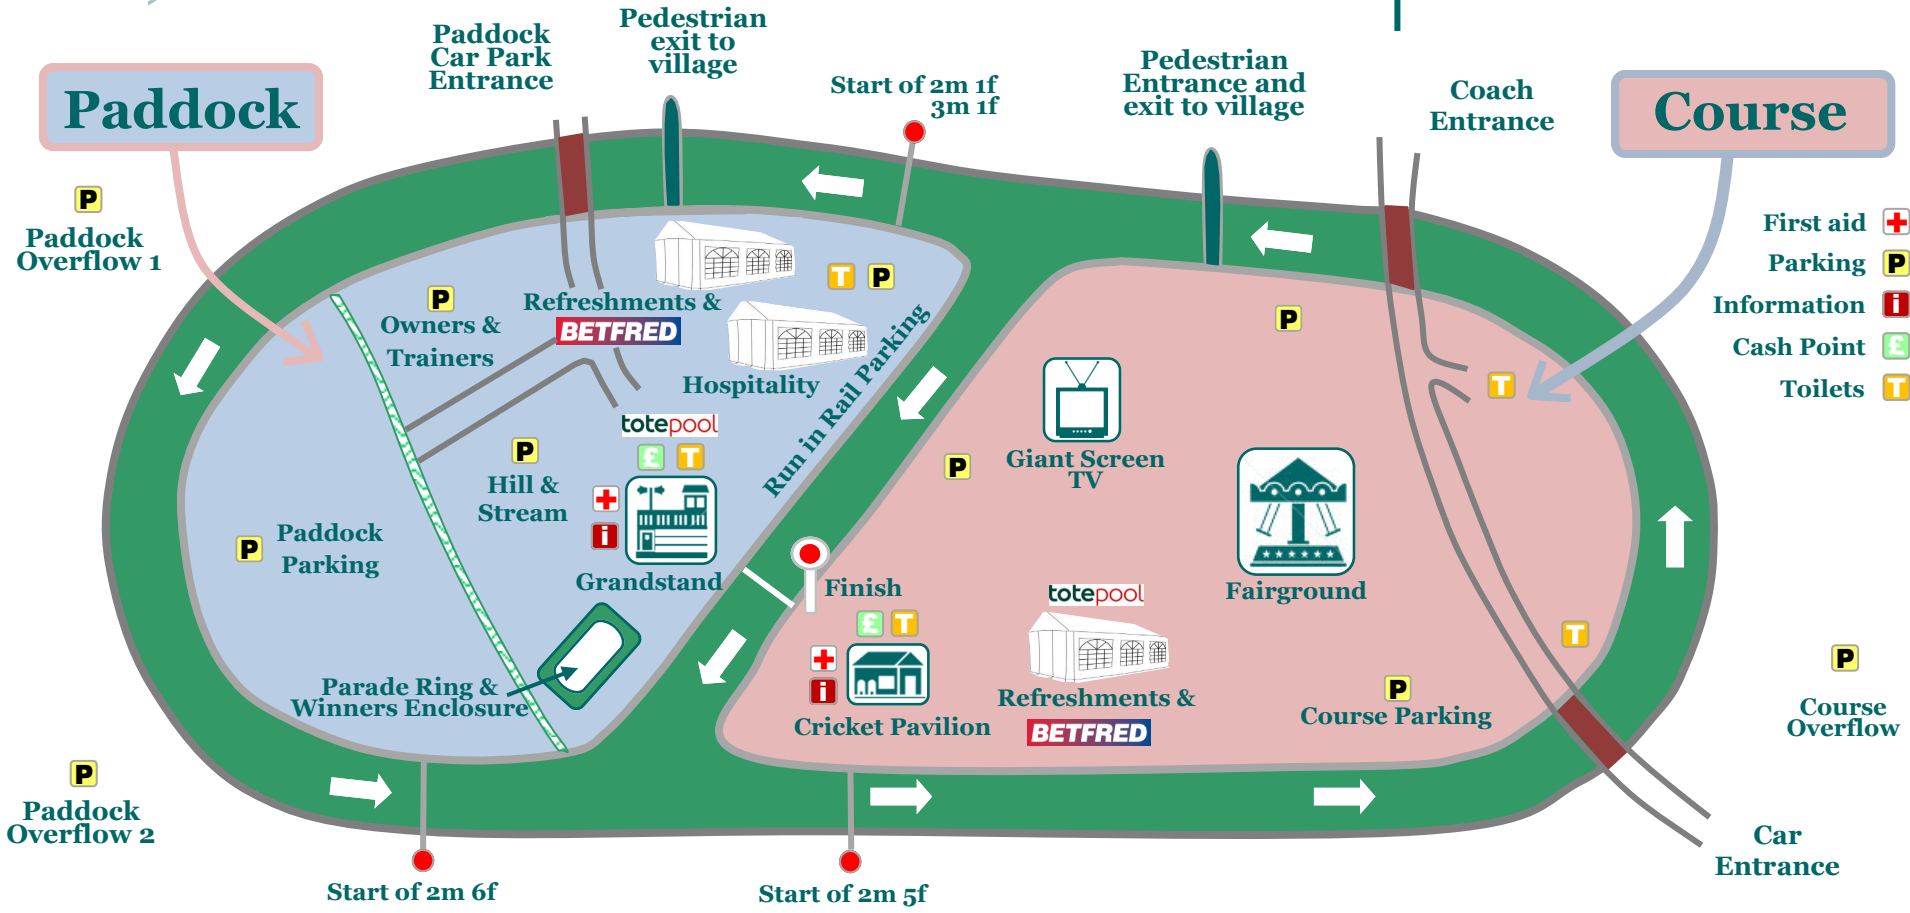 Paddock
Car Park
Entrance
Pedestrian
exit to
village
Start of 2m 1f
3m 1f
Pedestrian
Entrance and
exit to village
Coach
Entrance
Paddock
Course
P
Paddock
Overflow 1
First aid
Parking P
Information i
Cash Point £
Toilets T
P
Owners &
Trainers
Refreshments &
BETFRED
T P
Hospitality
Run in Rail Parking
P
T
Giant Screen
TV
P
totepool
£ T
P
Hill &
Stream
i
Grandstand
P
Paddock
Parking
Finish
Fairground
totepool
£ T
i
Cricket Pavilion
Refreshments &
BETFRED
T
P
Course Parking
P
Course
Overflow
Parade Ring &
Winners Enclosure
P
Paddock
Overflow 2
Start of 2m 6f
Start of 2m 5f
Car
Entrance